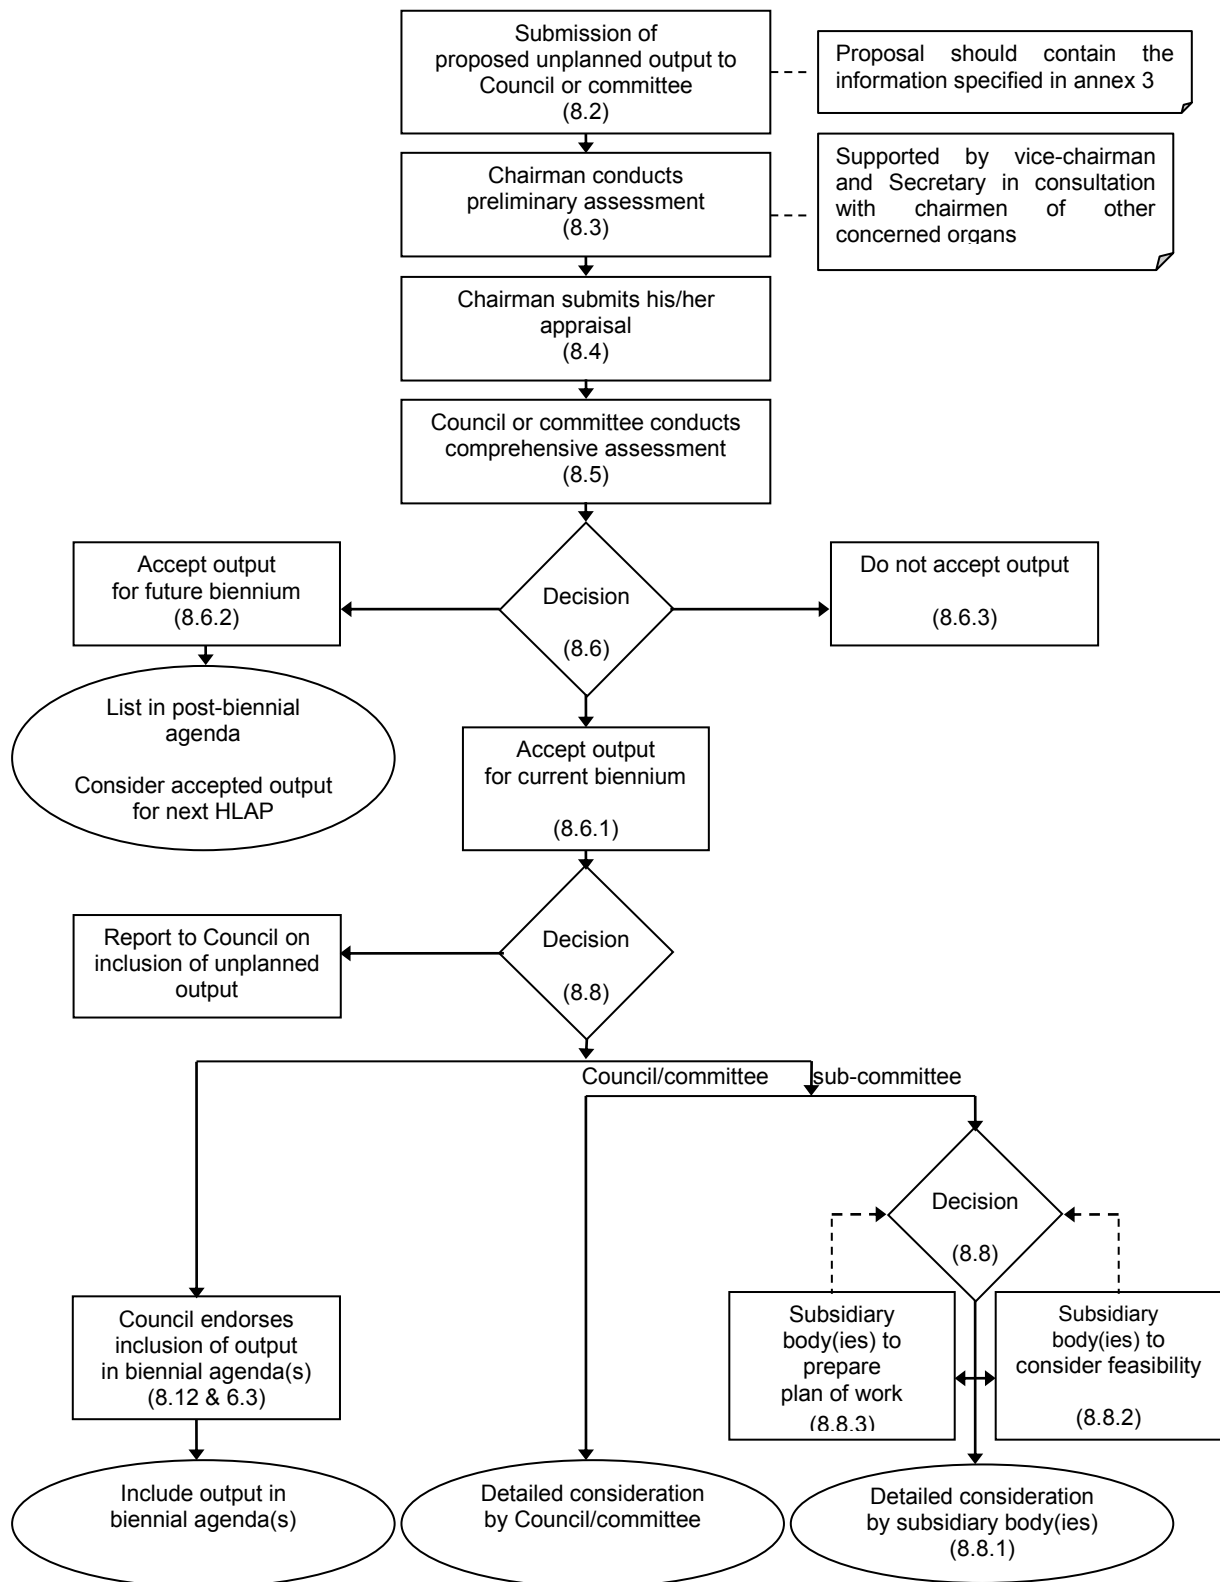 Submission of
proposed unplanned output to
Council or committee
(8.2)
Proposal should contain the
information specified in annex 3
Chairman conducts
preliminary assessment
(8.3)
Supported by vice-chairman
and Secretary in consultation
with chairmen of other
concerned organs
Chairman submits his/her
appraisal
(8.4)
Council or committee conducts
comprehensive assessment
(8.5)
Accept output
for future biennium
(8.6.2)
Decision
(8.6)
Do not accept output
(8.6.3)
List in post-biennial
agenda
Consider accepted output
for next HLAP
Accept output
for current biennium
(8.6.1)
Report to Council on
inclusion of unplanned
output
Decision
(8.8)
Council/committee
sub-committee
Decision
(8.8)
Council endorses
inclusion of output
in biennial agenda(s)
(8.12 & 6.3)
Subsidiary
body(ies) to
prepare
plan of work
(8.8.3)
Subsidiary
body(ies) to
consider feasibility
(8.8.2)
Include output in
biennial agenda(s)
Detailed consideration
by Council/committee
Detailed consideration
by subsidiary body(ies)
(8.8.1)